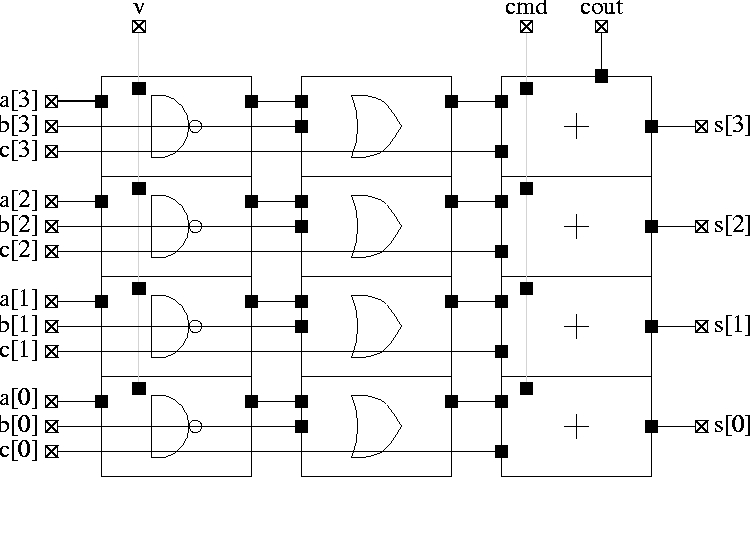 v cmd cout
a[3]
b[3] s[3]
c[3]
a[2]
b[2] s[2]
c[2]
a[1]
b[1] s[1]
c[1]
a[0]
b[0] s[0]
c[0]